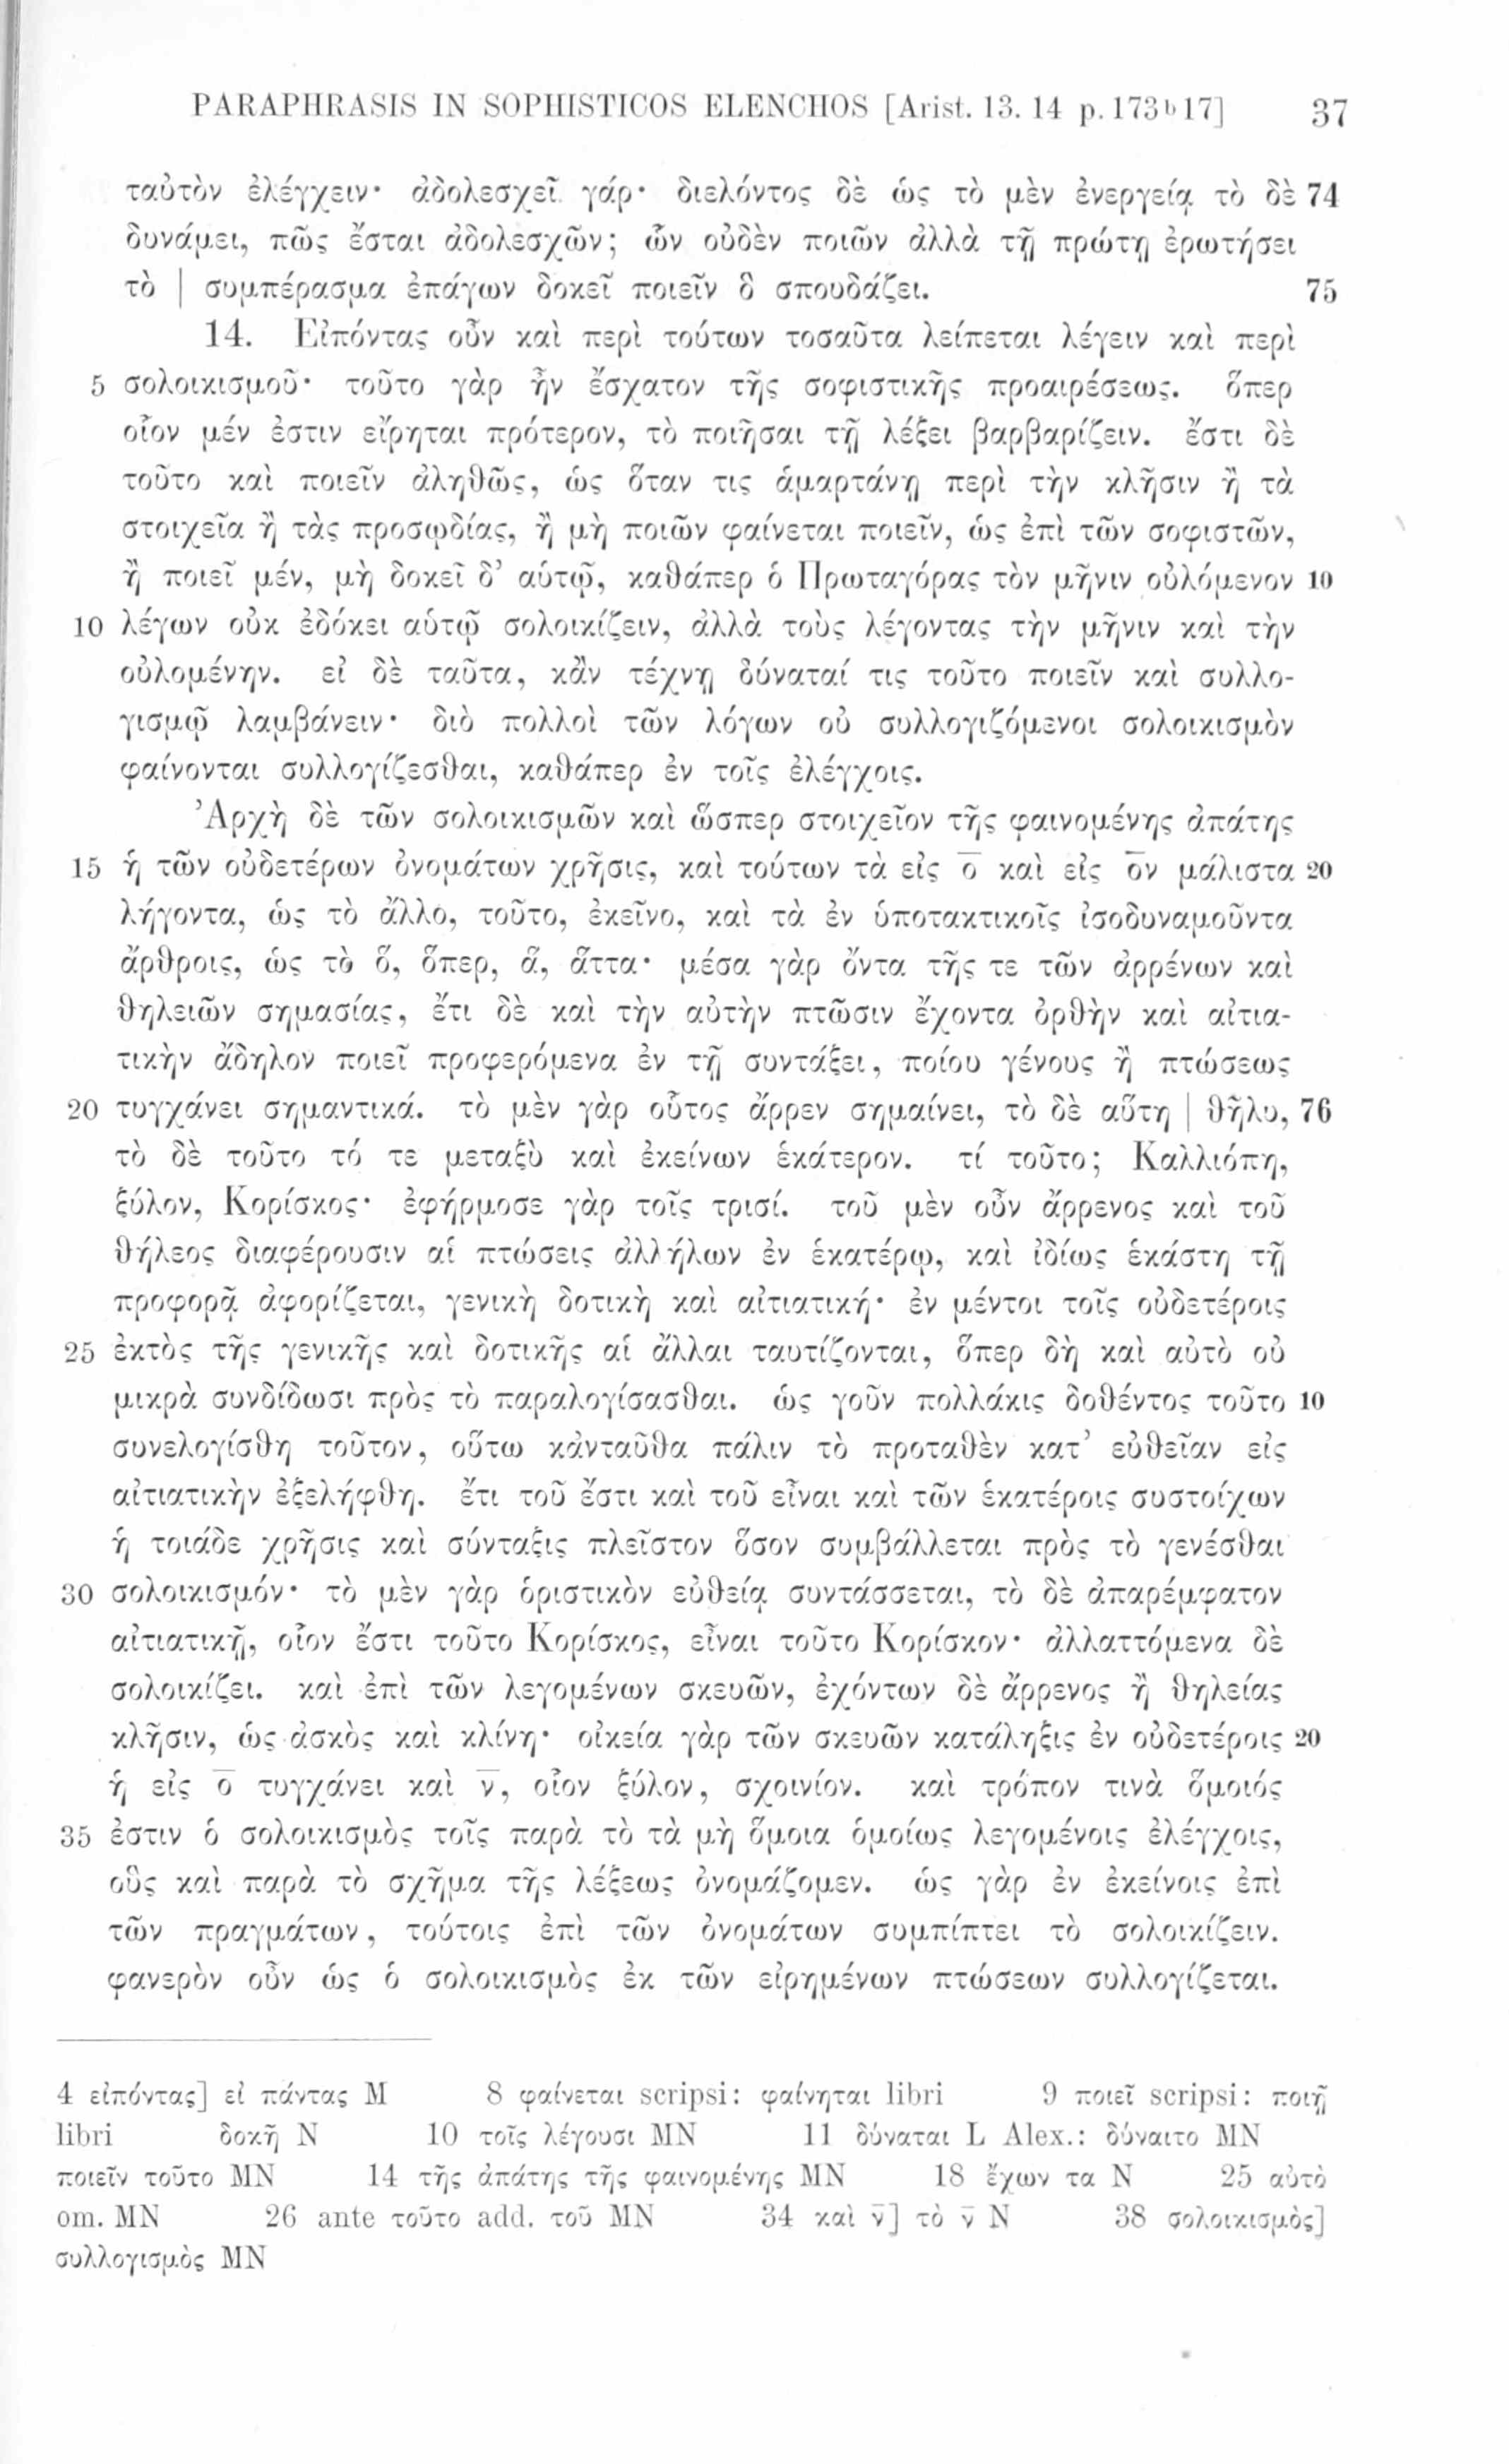 PARAPHRASIS IN SOPHISTICOS ELENCHOS [Arist. 13. 14 p. 173ᵇ17] 37
ταὐτὸν ἐλέγχειν· ἀδολεσχεῖ γάρ· διελόντος δὲ ὡς τὸ μὲν ἐνεργείᾳ τὸ δὲ 74
δυνάμει, πῶς ἔσται ἀδολεσχῶν; ὧν οὐδὲν ποιῶν ἀλλὰ τῇ πρώτῃ ἐρωτήσει
τὸ | συμπέρασμα ἐπάγων δοκεῖ ποιεῖν ὃ σπουδάζει. 75
14. Εἰπόντας οὖν καὶ περὶ τούτων τοσαῦτα λείπεται λέγειν καὶ περὶ
5 σολοικισμοῦ· τοῦτο γὰρ ἦν ἔσχατον τῆς σοφιστικῆς προαιρέσεως. ὅπερ
οἷον μέν ἐστιν εἴρηται πρότερον, τὸ ποιῆσαι τῇ λέξει βαρβαρίζειν. ἔστι δὲ
τοῦτο καὶ ποιεῖν ἀληθῶς, ὡς ὅταν τις ἁμαρτάνῃ περὶ τὴν κλῆσιν ἢ τὰ
στοιχεῖα ἢ τὰς προσῳδίας, ἢ μὴ ποιῶν φαίνεται ποιεῖν, ὡς ἐπὶ τῶν σοφιστῶν,
ἢ ποιεῖ μέν, μὴ δοκεῖ δ’ αὑτῷ, καθάπερ ὁ Πρωταγόρας τὸν μῆνιν οὐλόμενον 10
10 λέγων οὐκ ἐδόκει αὑτῷ σολοικίζειν, ἀλλὰ τοὺς λέγοντας τὴν μῆνιν καὶ τὴν
οὐλομένην. εἰ δὲ ταῦτα, κἂν τέχνῃ δύναταί τις τοῦτο ποιεῖν καὶ συλλο-
γισμῷ λαμβάνειν· διὸ πολλοὶ τῶν λόγων οὐ συλλογιζόμενοι σολοικισμὸν
φαίνονται συλλογίζεσθαι, καθάπερ ἐν τοῖς ἐλέγχοις.
Ἀρχὴ δὲ τῶν σολοικισμῶν καὶ ὥσπερ στοιχεῖον τῆς φαινομένης ἀπάτης
15 ἡ τῶν οὐδετέρων ὀνομάτων χρῆσις, καὶ τούτων τὰ εἰς ο̅ καὶ εἰς ο̅ν μάλιστα 20
λήγοντα, ὡς τὸ ἄλλο, τοῦτο, ἐκεῖνο, καὶ τὰ ἐν ὑποτακτικοῖς ἰσοδυναμοῦντα
ἄρθροις, ὡς τὸ ὅ, ὅπερ, ἅ, ἅττα· μέσα γὰρ ὄντα τῆς τε τῶν ἀρρένων καὶ
θηλειῶν σημασίας, ἔτι δὲ καὶ τὴν αὐτὴν πτῶσιν ἔχοντα ὀρθὴν καὶ αἰτια-
τικὴν ἄδηλον ποιεῖ προφερόμενα ἐν τῇ συντάξει, ποίου γένους ἢ πτώσεως
20 τυγχάνει σημαντικά. τὸ μὲν γὰρ οὗτος ἄρρεν σημαίνει, τὸ δὲ αὕτη | θῆλυ, 76
τὸ δὲ τοῦτο τό τε μεταξὺ καὶ ἐκείνων ἑκάτερον. τί τοῦτο; Καλλιόπη,
ξύλον, Κορίσκος· ἐφήρμοσε γὰρ τοῖς τρισί. τοῦ μὲν οὖν ἄρρενος καὶ τοῦ
θήλεος διαφέρουσιν αἱ πτώσεις ἀλλήλων ἐν ἑκατέρῳ, καὶ ἰδίως ἑκάστη τῇ
προφορᾷ ἀφορίζεται, γενικὴ δοτικὴ καὶ αἰτιατική· ἐν μέντοι τοῖς οὐδετέροις
25 ἐκτὸς τῆς γενικῆς καὶ δοτικῆς αἱ ἄλλαι ταυτίζονται, ὅπερ δὴ καὶ αὐτὸ οὐ
μικρὰ συνδίδωσι πρὸς τὸ παραλογίσασθαι. ὡς γοῦν πολλάκις δοθέντος τοῦτο 10
συνελογίσθη τοῦτον, οὕτω κἀνταῦθα πάλιν τὸ προταθὲν κατ’ εὐθεῖαν εἰς
αἰτιατικὴν ἐξελήφθη. ἔτι τοῦ ἔστι καὶ τοῦ εἶναι καὶ τῶν ἑκατέροις συστοίχων
ἡ τοιάδε χρῆσις καὶ σύνταξις πλεῖστον ὅσον συμβάλλεται πρὸς τὸ γενέσθαι
30 σολοικισμόν· τὸ μὲν γὰρ ὁριστικὸν εὐθείᾳ συντάσσεται, τὸ δὲ ἀπαρέμφατον
αἰτιατικῇ, οἷον ἔστι τοῦτο Κορίσκος, εἶναι τοῦτο Κορίσκον· ἀλλαττόμενα δὲ
σολοικίζει. καὶ ἐπὶ τῶν λεγομένων σκευῶν, ἐχόντων δὲ ἄρρενος ἢ θηλείας
κλῆσιν, ὡς ἀσκὸς καὶ κλίνη· οἰκεία γὰρ τῶν σκευῶν κατάληξις ἐν οὐδετέροις 20
ἡ εἰς ο̅ τυγχάνει καὶ ν̅, οἷον ξύλον, σχοινίον. καὶ τρόπον τινὰ ὅμοιός
35 ἐστιν ὁ σολοικισμὸς τοῖς παρὰ τὸ τὰ μὴ ὅμοια ὁμοίως λεγομένοις ἐλέγχοις,
οὓς καὶ παρὰ τὸ σχῆμα τῆς λέξεως ὀνομάζομεν. ὡς γὰρ ἐν ἐκείνοις ἐπὶ
τῶν πραγμάτων, τούτοις ἐπὶ τῶν ὀνομάτων συμπίπτει τὸ σολοικίζειν.
φανερὸν οὖν ὡς ὁ σολοικισμὸς ἐκ τῶν εἰρημένων πτώσεων συλλογίζεται.
4 εἰπόντας] εἰ πάντας M 8 φαίνεται scripsi: φαίνηται libri 9 ποιεῖ scripsi: ποιῇ
libri δοκῇ N 10 τοῖς λέγουσι MN 11 δύναται L Alex.: δύναιτο MN
ποιεῖν τοῦτο MN 14 τῆς ἀπάτης τῆς φαινομένης MN 18 ἔχων τα N 25 αὐτὸ
om. MN 26 ante τοῦτο add. τοῦ MN 34 καὶ ν̅] τὸ ν̅ N 38 σολοικισμὸς]
συλλογισμὸς MN